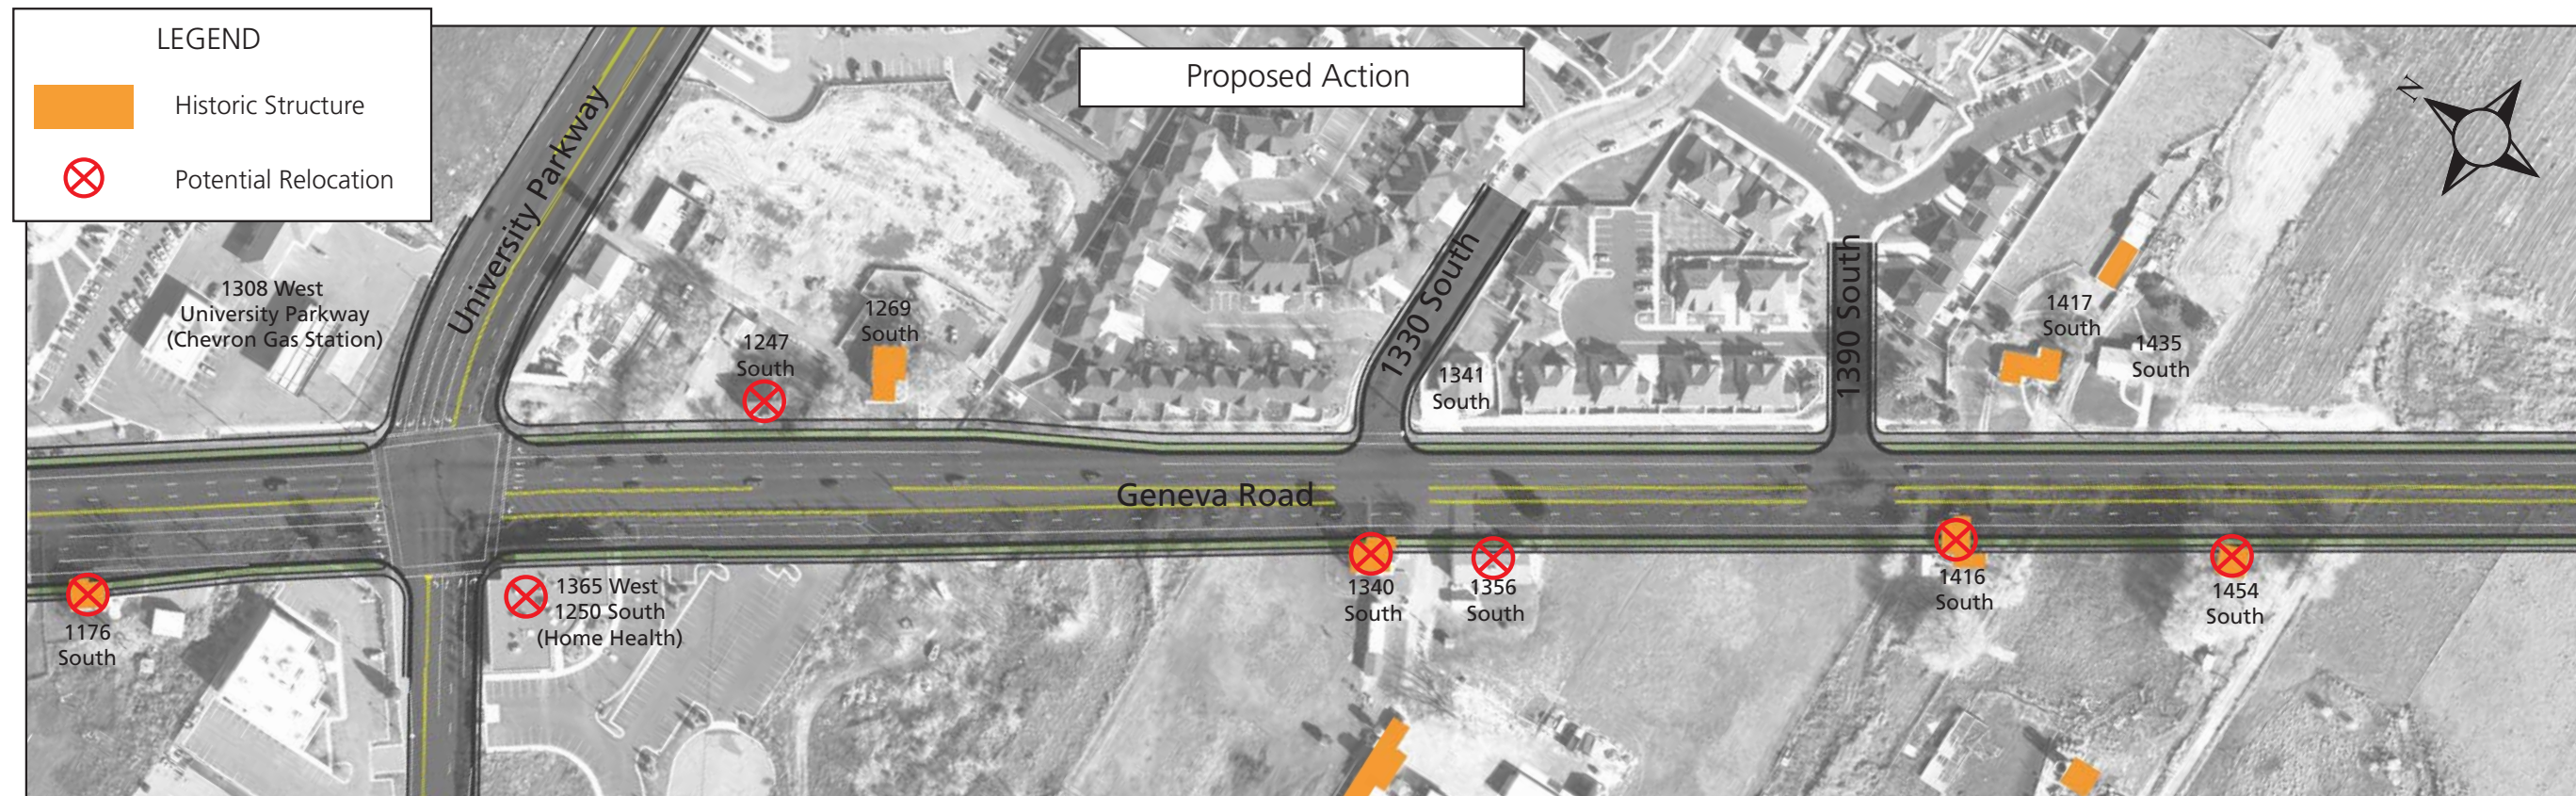 LEGEND
Historic Structure
Potential Relocation
Proposed Action
N
University Parkway
1308 West
University Parkway
(Chevron Gas Station)
1247
South
1269
South
1330 South
1341
South
1390 South
1417
South
1435
South
Geneva Road
1176
South
1365 West
1250 South
(Home Health)
1340
South
1356
South
1416
South
1454
South